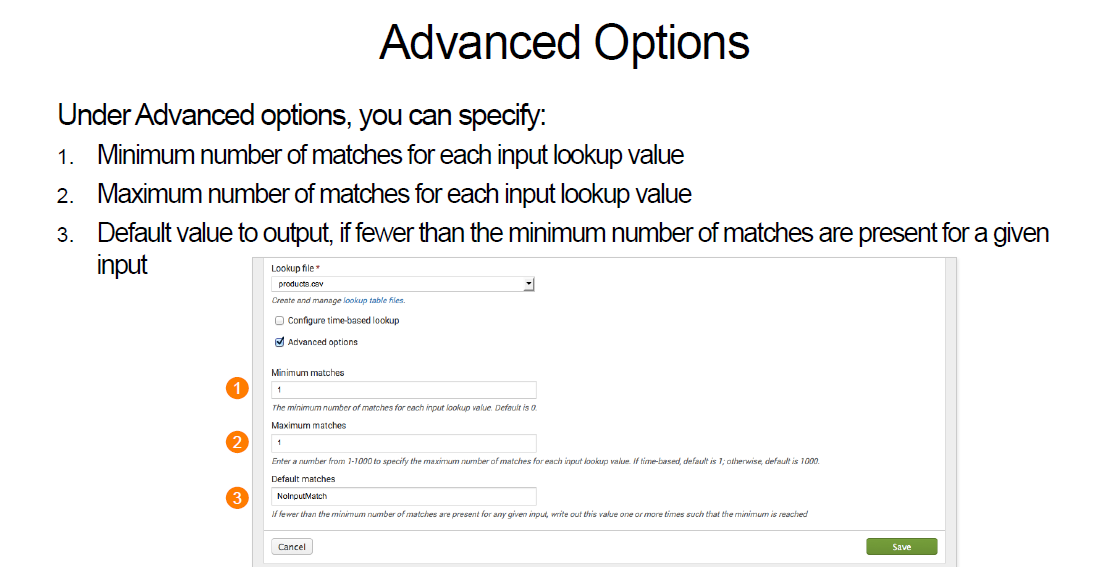 Advanced Options
Under Advanced options, you can specify:
1. Minimum number of matches for each input lookup value
2. Maximum number of matches for each input lookup value
3. Default value to output, if fewer than the minimum number of matches are present for a given
input
Lookup file *
products.csv
Create and manage lookup table files.
Configure time-based lookup
Advanced options
Minimum matches
1
1
The minimum number of matches for each input lookup value. Default is 0.
Maximum matches
2
1
Enter a number from 1-1000 to specify the maximum number of matches for each input lookup value. If time-based, default is 1; otherwise, default is 1000.
Default matches
3
NoInputMatch
If fewer than the minimum number of matches are present for any given input, write out this value one or more times such that the minimum is reached
Cancel
Save